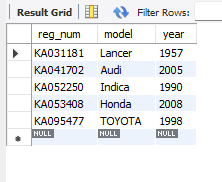 Result Grid Filter Rows:
reg_num model year
KA031181 Lancer 1957
KA041702 Audi 2005
KA052250 Indica 1990
KA053408 Honda 2008
KA095477 TOYOTA 1998
NULL NULL NULL